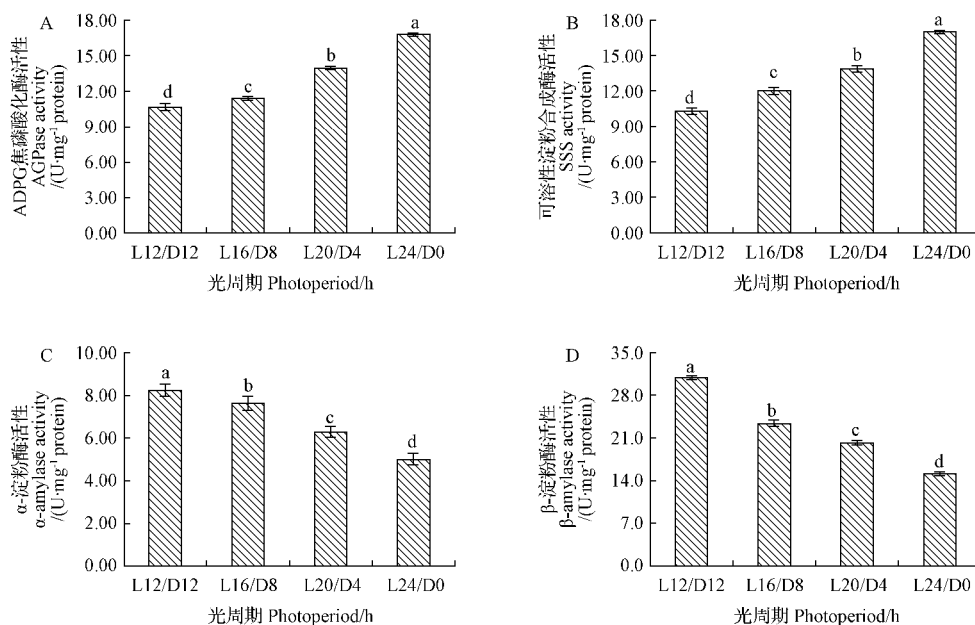 A
ADPG焦磷酸化酶活性
AGPase activity
/(U·mg⁻¹ protein)
18.00
15.00
12.00
9.00
6.00
3.00
0.00
d
c
b
a
L12/D12 L16/D8 L20/D4 L24/D0
光周期 Photoperiod/h
B
可溶性淀粉合成酶活性
SSS activity
/(U·mg⁻¹ protein)
18.00
15.00
12.00
9.00
6.00
3.00
0.00
d
c
b
a
L12/D12 L16/D8 L20/D4 L24/D0
光周期 Photoperiod/h
C
α-淀粉酶活性
α-amylase activity
/(U·mg⁻¹ protein)
10.00
8.00
6.00
4.00
2.00
0.00
a
b
c
d
L12/D12 L16/D8 L20/D4 L24/D0
光周期 Photoperiod/h
D
β-淀粉酶活性
β-amylase activity
/(U·mg⁻¹ protein)
35.0
28.0
21.0
14.0
7.0
0.00
a
b
c
d
L12/D12 L16/D8 L20/D4 L24/D0
光周期 Photoperiod/h